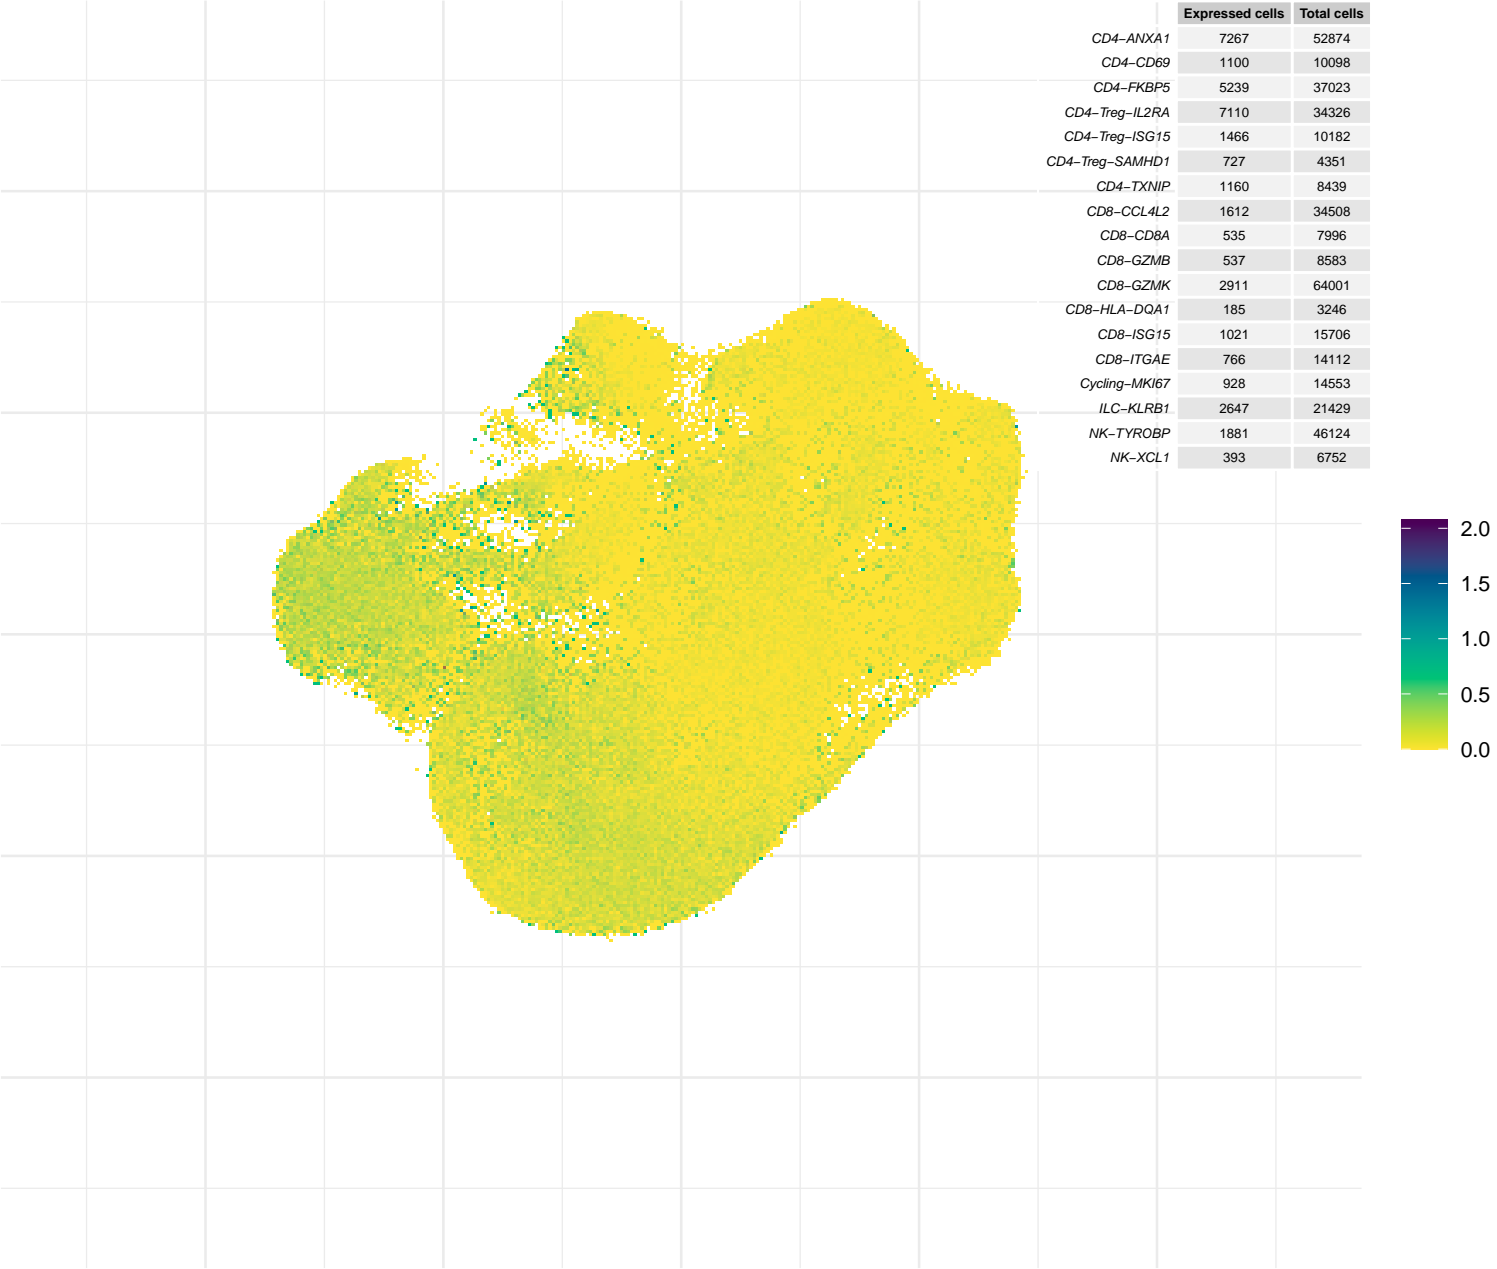 Expressed cells Total cells
CD4−ANXA1 7267 52874
CD4−CD69 1100 10098
CD4−FKBP5 5239 37023
CD4−Treg−IL2RA 7110 34326
CD4−Treg−ISG15 1466 10182
CD4−Treg−SAMHD1 727 4351
CD4−TXNIP 1160 8439
CD8−CCL4L2 1612 34508
CD8−CD8A 535 7996
CD8−GZMB 537 8583
CD8−GZMK 2911 64001
CD8−HLA−DQA1 185 3246
CD8−ISG15 1021 15706
CD8−ITGAE 766 14112
Cycling−MKI67 928 14553
ILC−KLRB1 2647 21429
NK−TYROBP 1881 46124
NK−XCL1 393 6752
2.0
1.5
1.0
0.5
0.0